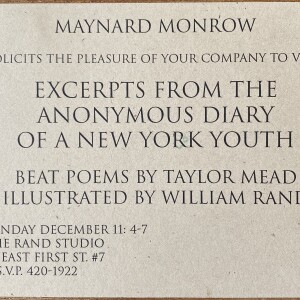 MAYNARD MONROW
OLICITS THE PLEASURE OF YOUR COMPANY TO V
EXCERPTS FROM THE
ANONYMOUS DIARY
OF A NEW YORK YOUTH
BEAT POEMS BY TAYLOR MEAD
ILLUSTRATED BY WILLIAM RAND
NDAY DECEMBER 11: 4-7
HE RAND STUDIO
EAST FIRST ST. #7
S.V.P. 420-1922